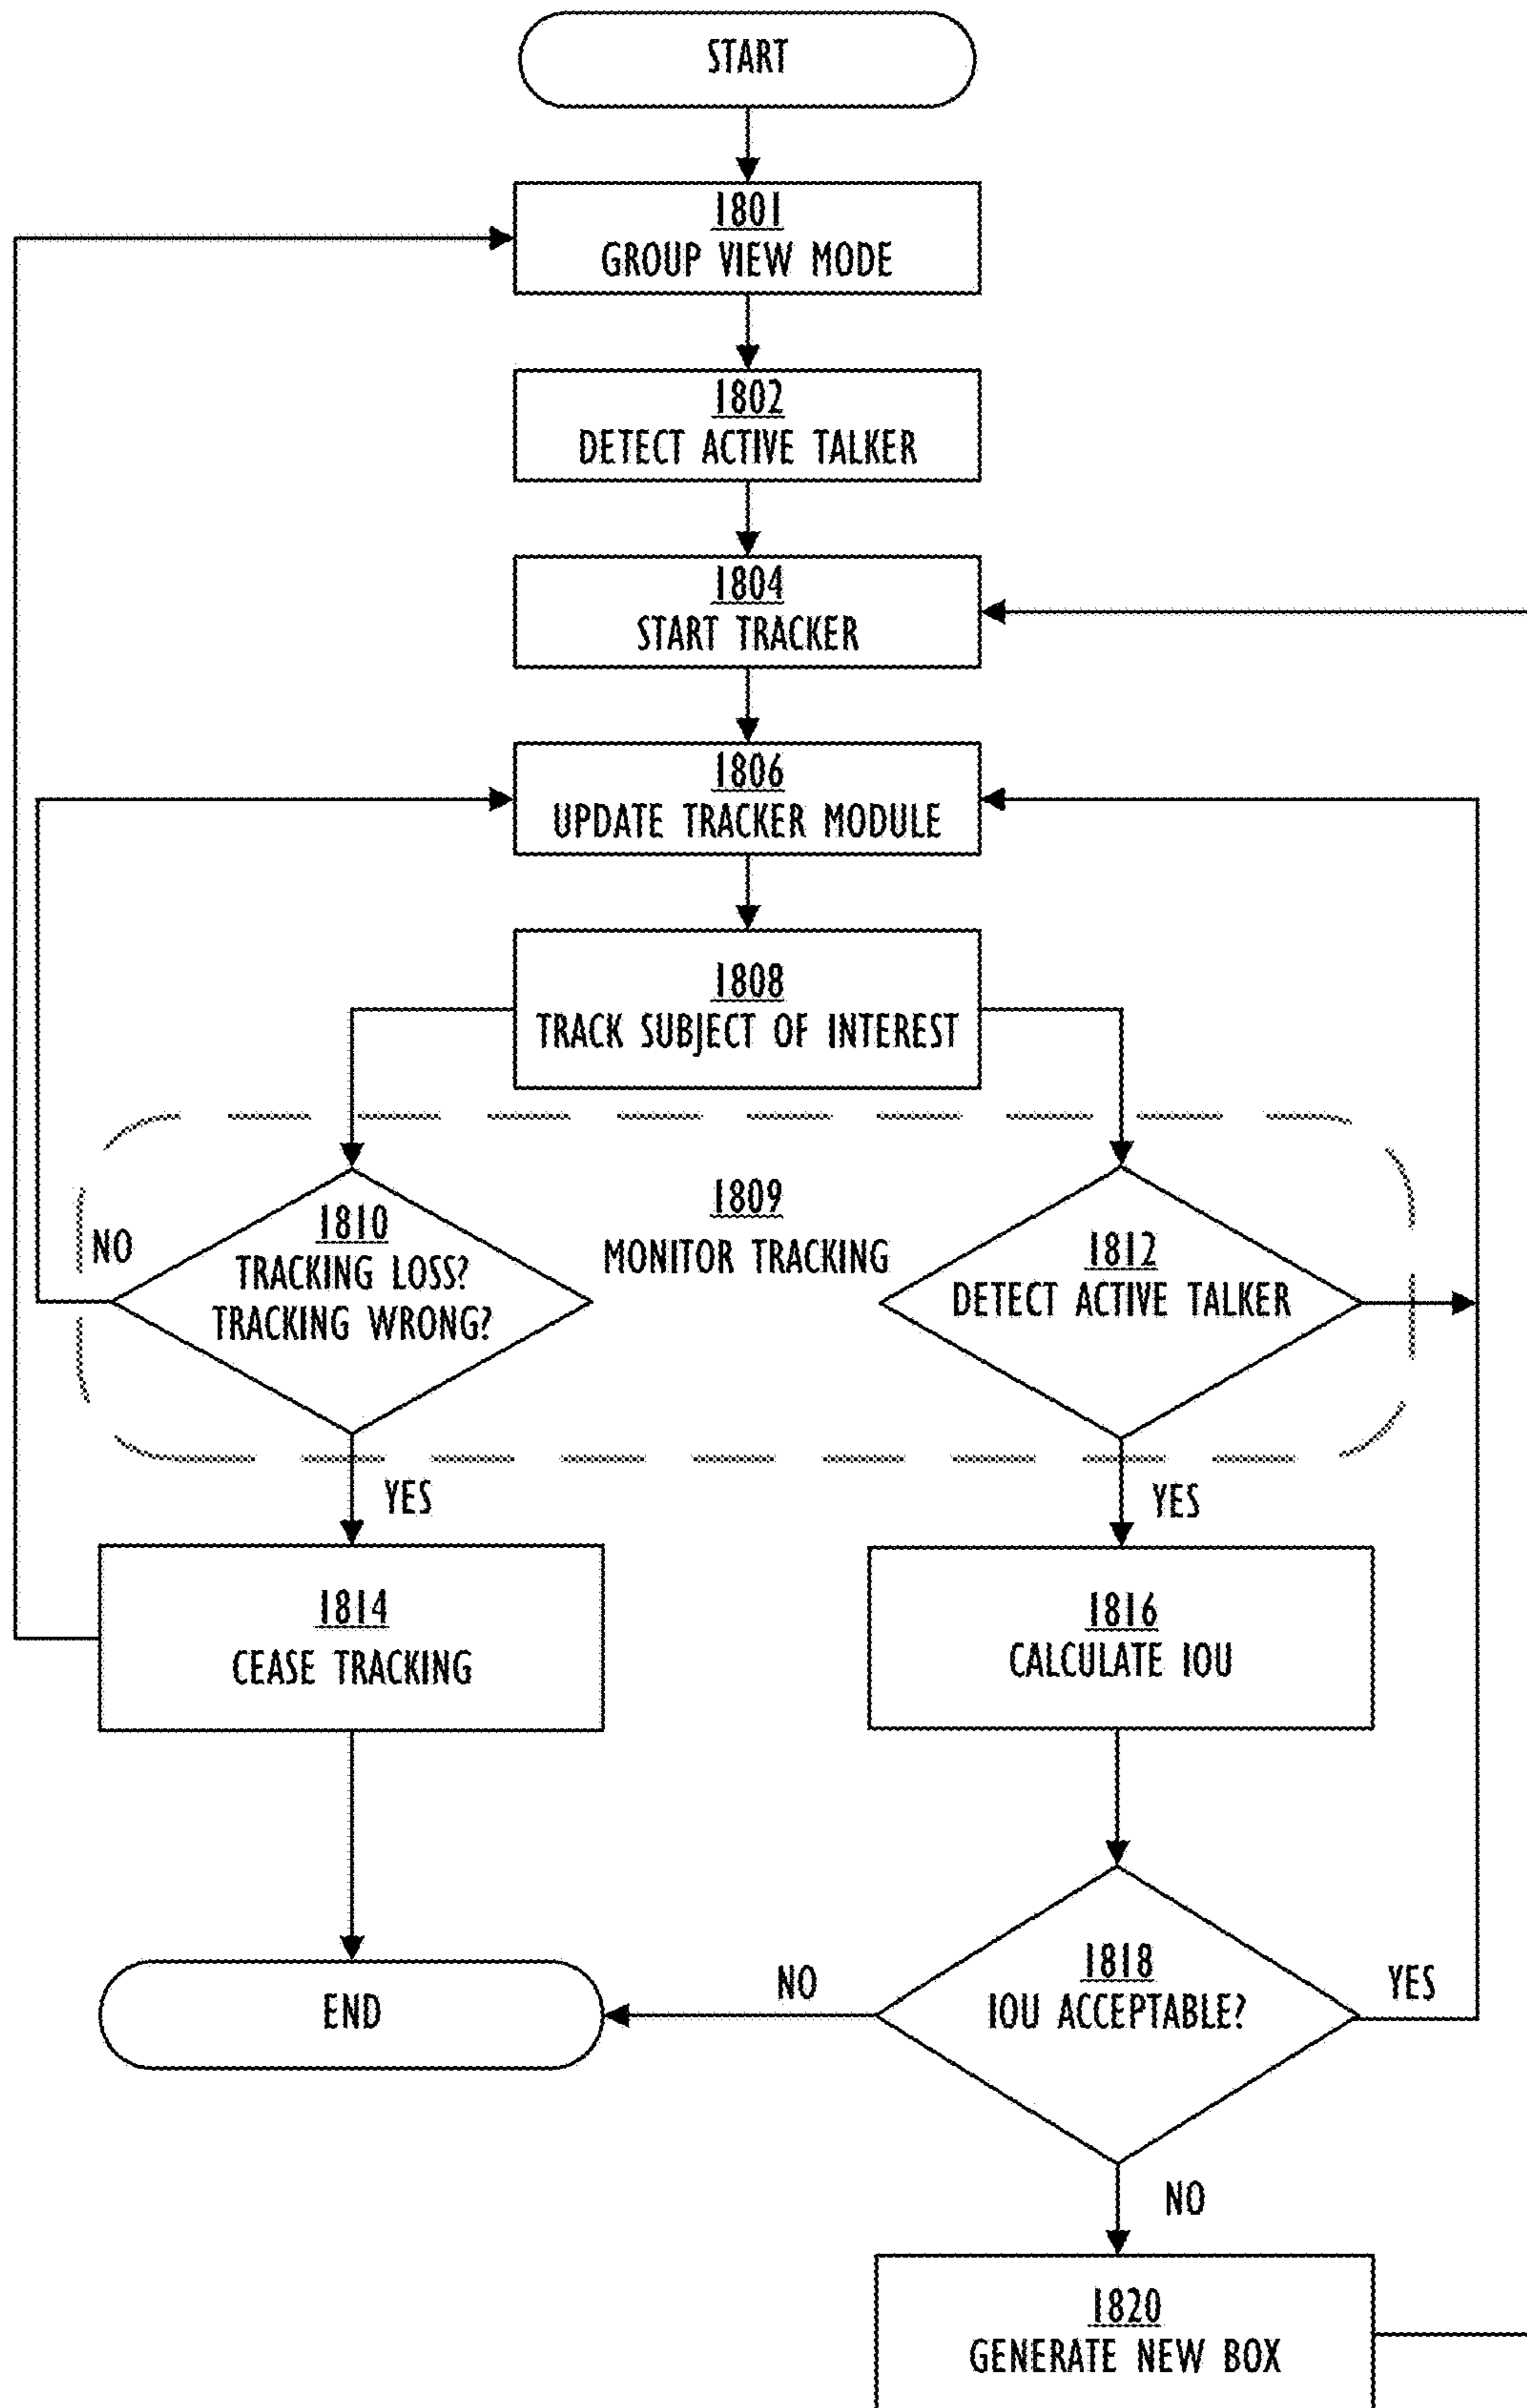 START
1801
GROUP VIEW MODE
1802
DETECT ACTIVE TALKER
1804
START TRACKER
1806
UPDATE TRACKER MODULE
1808
TRACK SUBJECT OF INTEREST
1809
MONITOR TRACKING
NO
1810
TRACKING LOSS?
TRACKING WRONG?
1812
DETECT ACTIVE TALKER
YES
YES
1814
CEASE TRACKING
1816
CALCULATE IOU
END
NO
1818
IOU ACCEPTABLE?
YES
NO
1820
GENERATE NEW BOX